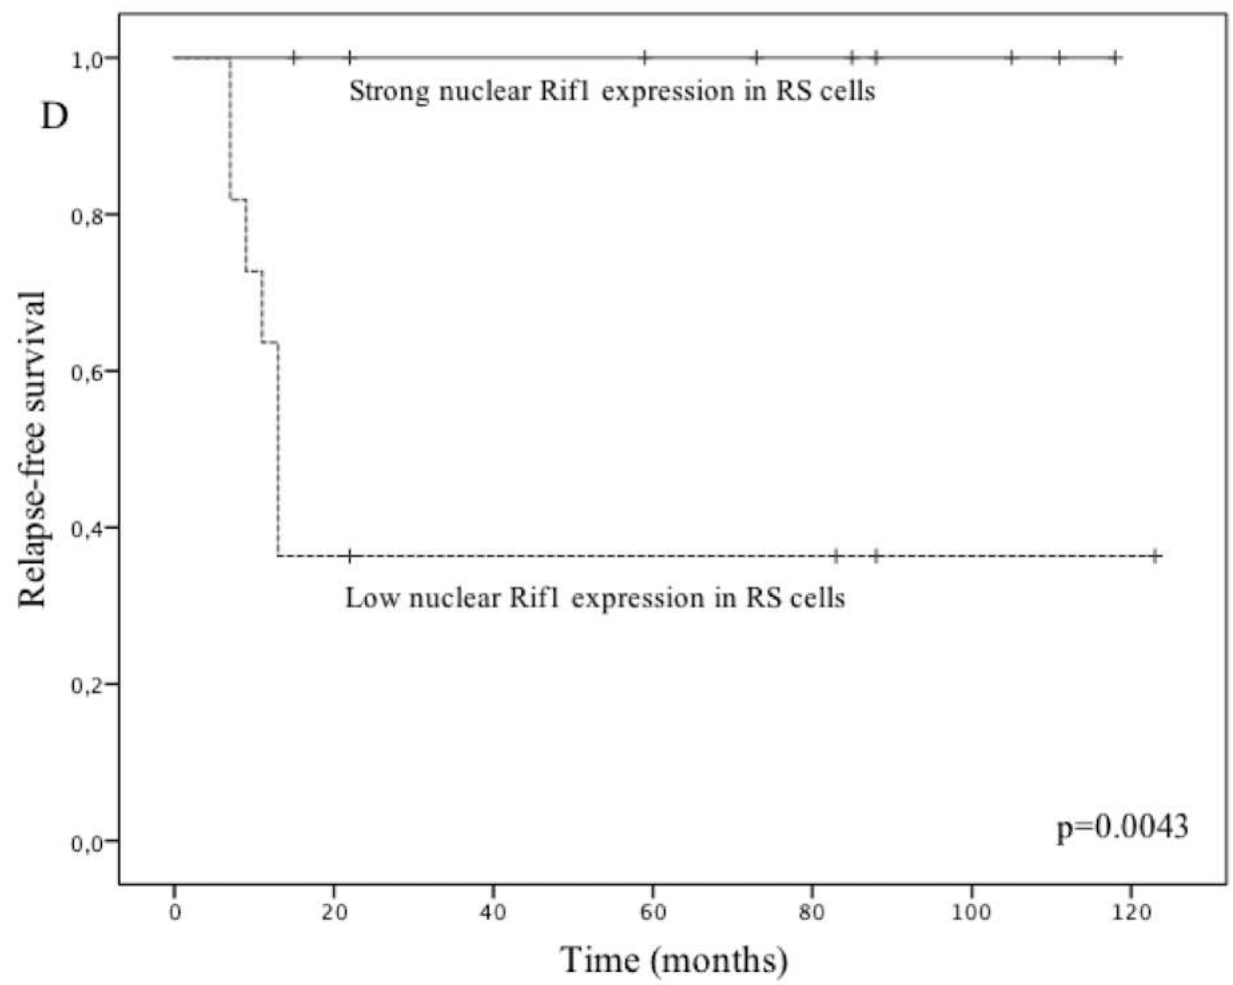 D
1,0
0,8
0,6
0,4
0,2
0,0
Relapse-free survival
Strong nuclear Rif1 expression in RS cells
Low nuclear Rif1 expression in RS cells
p=0.0043
0 20 40 60 80 100 120
Time (months)